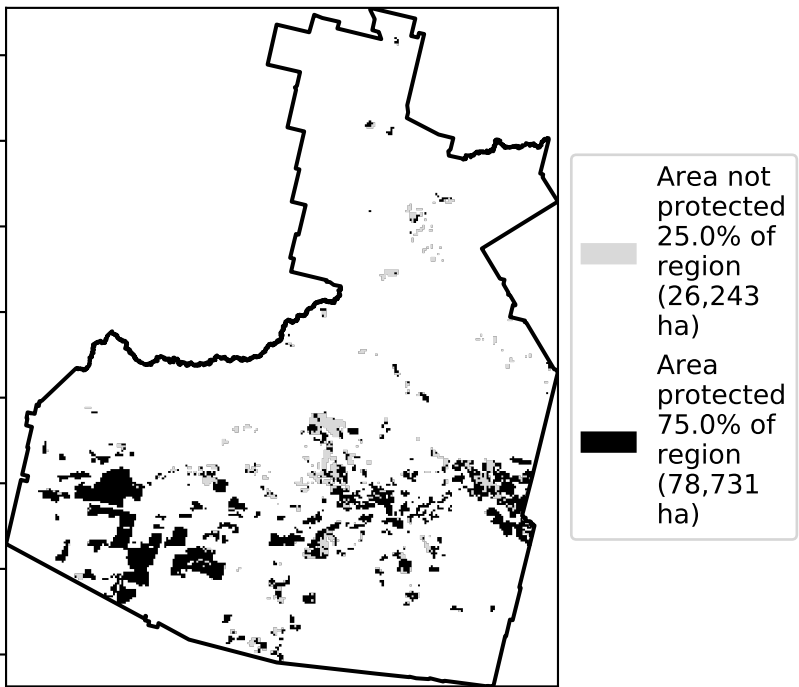 Area not
protected
25.0% of
region
(26,243
ha)
Area
protected
75.0% of
region
(78,731
ha)